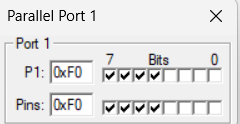 Parallel Port 1
Port 1
7 Bits 0
P1: 0xF0
Pins: 0xF0